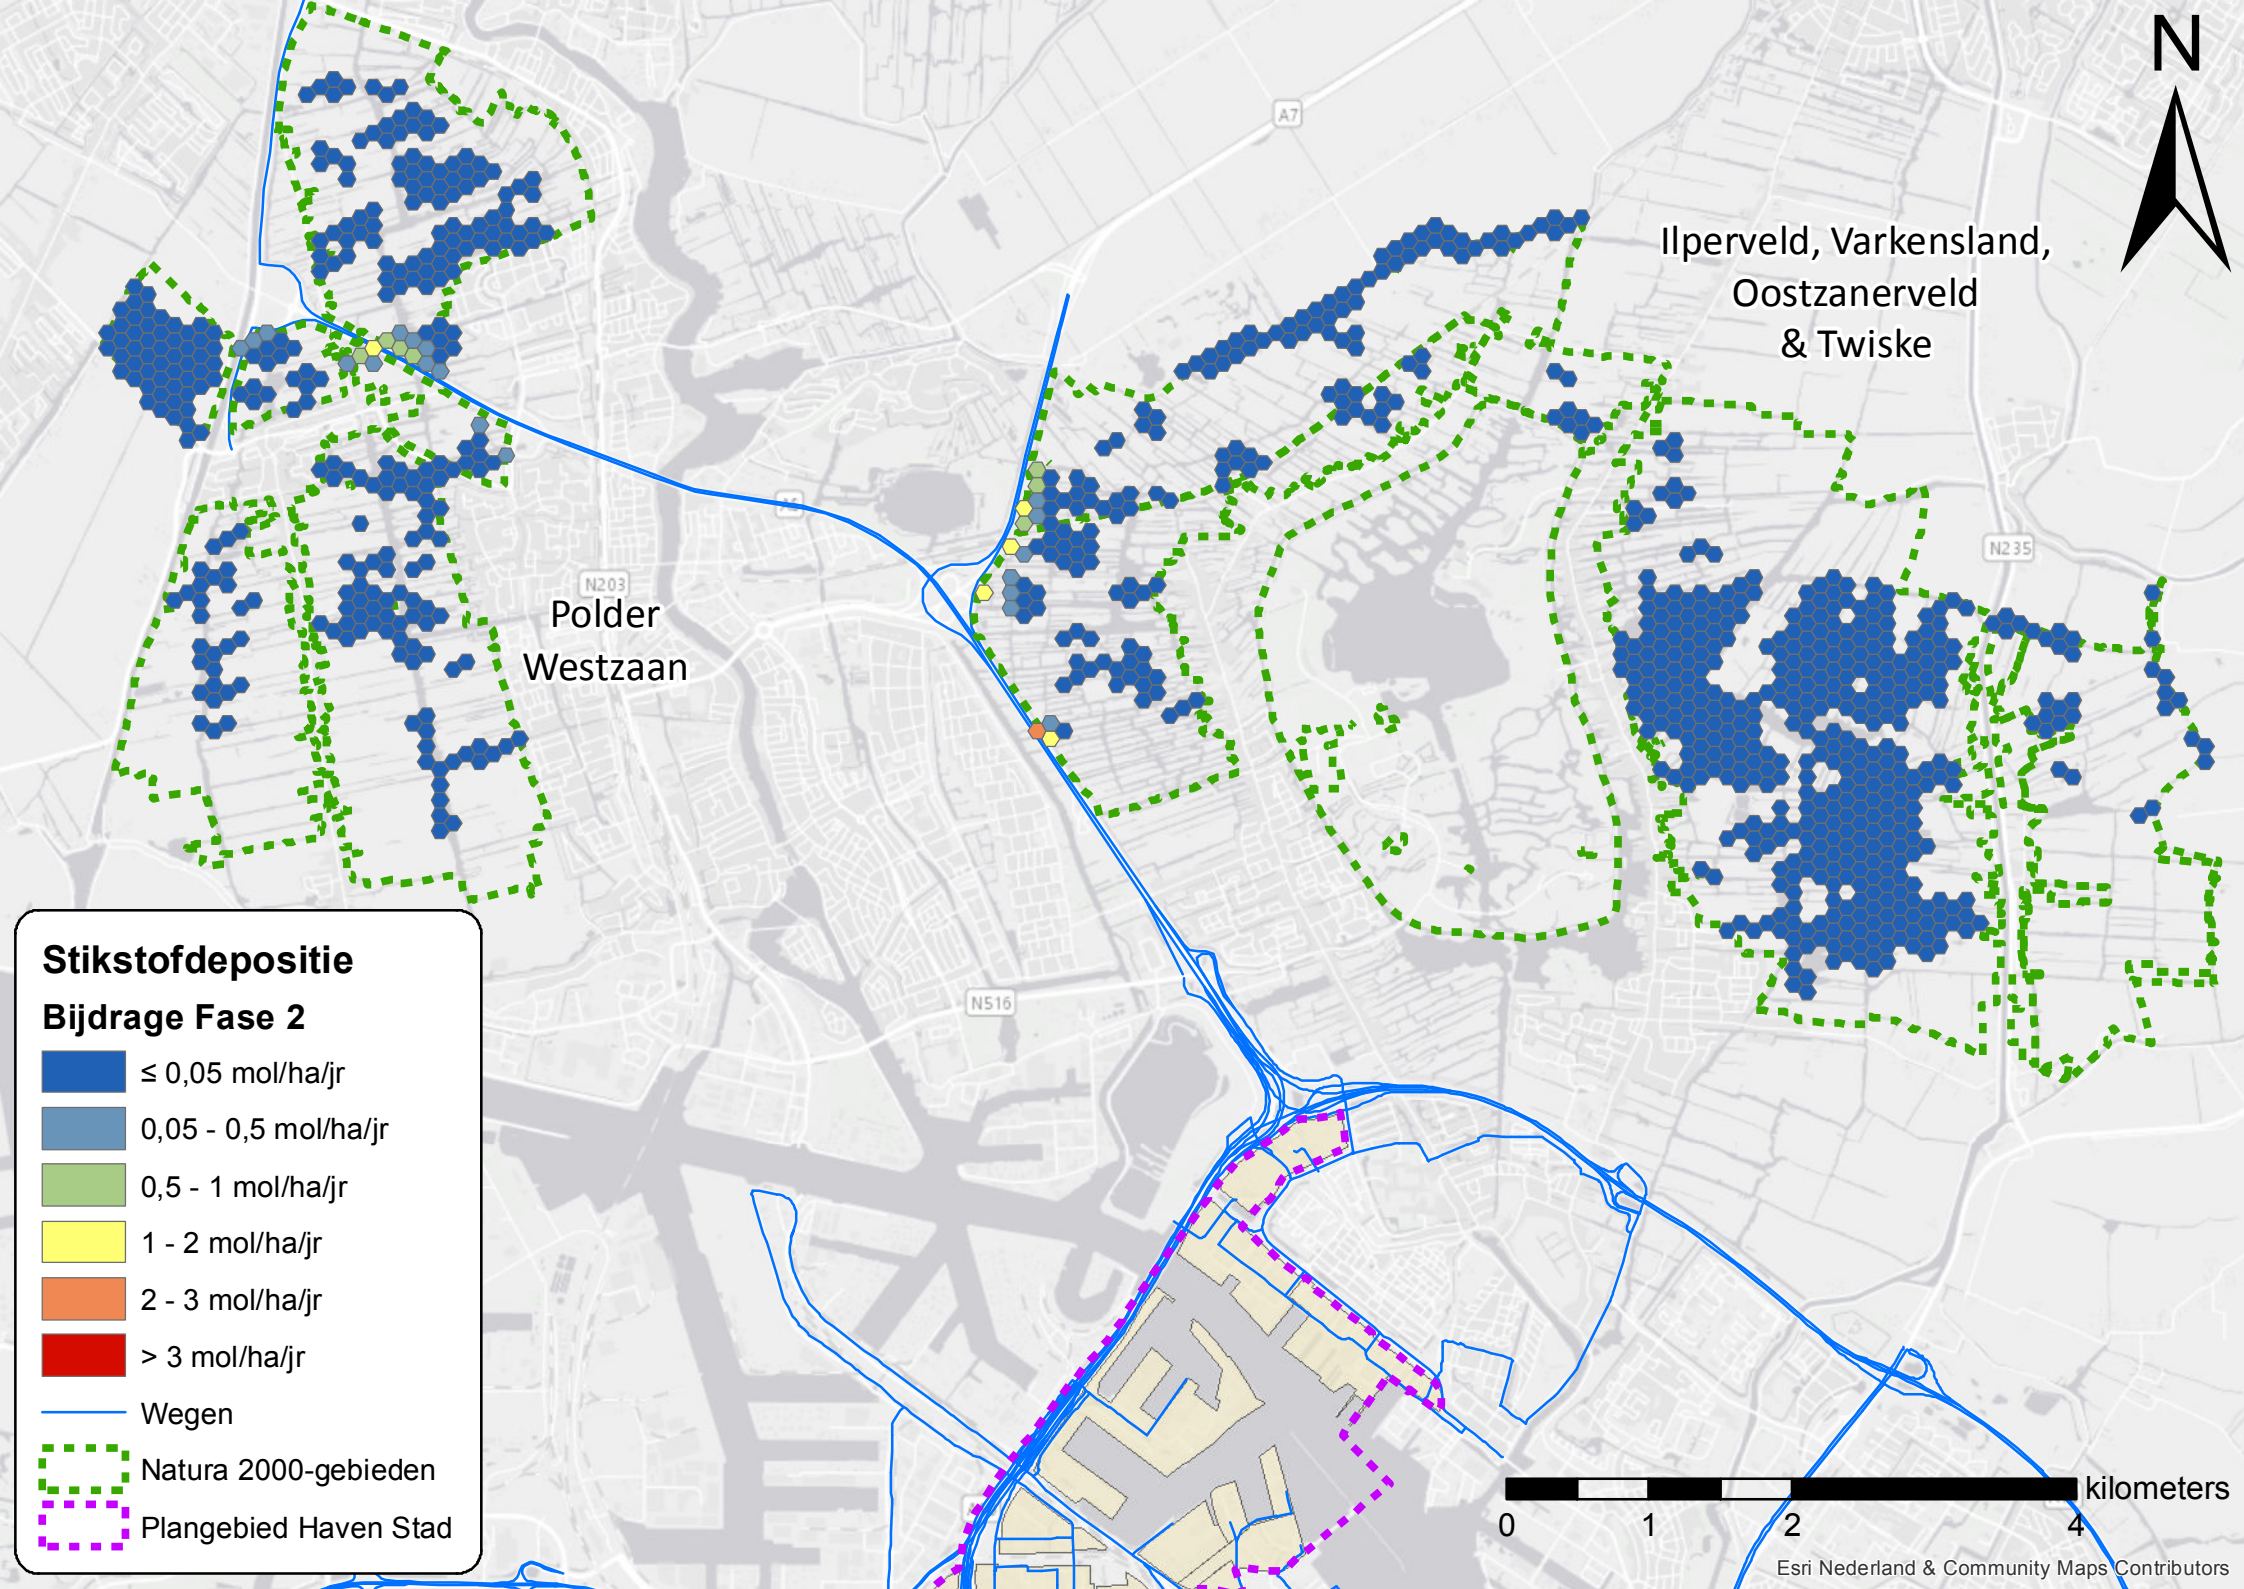 N
A7
Ilperveld, Varkensland,
Oostzanerveld
& Twiske
N235
N203
Polder
Westzaan
N516
Stikstofdepositie
Bijdrage Fase 2
≤ 0,05 mol/ha/jr
0,05 - 0,5 mol/ha/jr
0,5 - 1 mol/ha/jr
1 - 2 mol/ha/jr
2 - 3 mol/ha/jr
> 3 mol/ha/jr
Wegen
Natura 2000-gebieden
Plangebied Haven Stad
kilometers
0 1 2 4
Esri Nederland & Community Maps Contributors